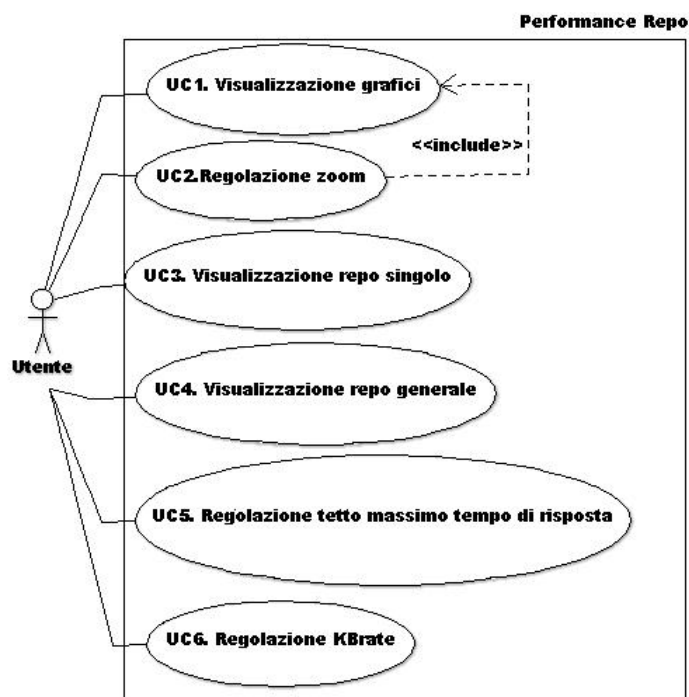 Performance Repo
UC1. Visualizzazione grafici
<<include>>
UC2.Regolazione zoom
UC3. Visualizzazione repo singolo
Utente
UC4. Visualizzazione repo generale
UC5. Regolazione tetto massimo tempo di risposta
UC6. Regolazione KBrate